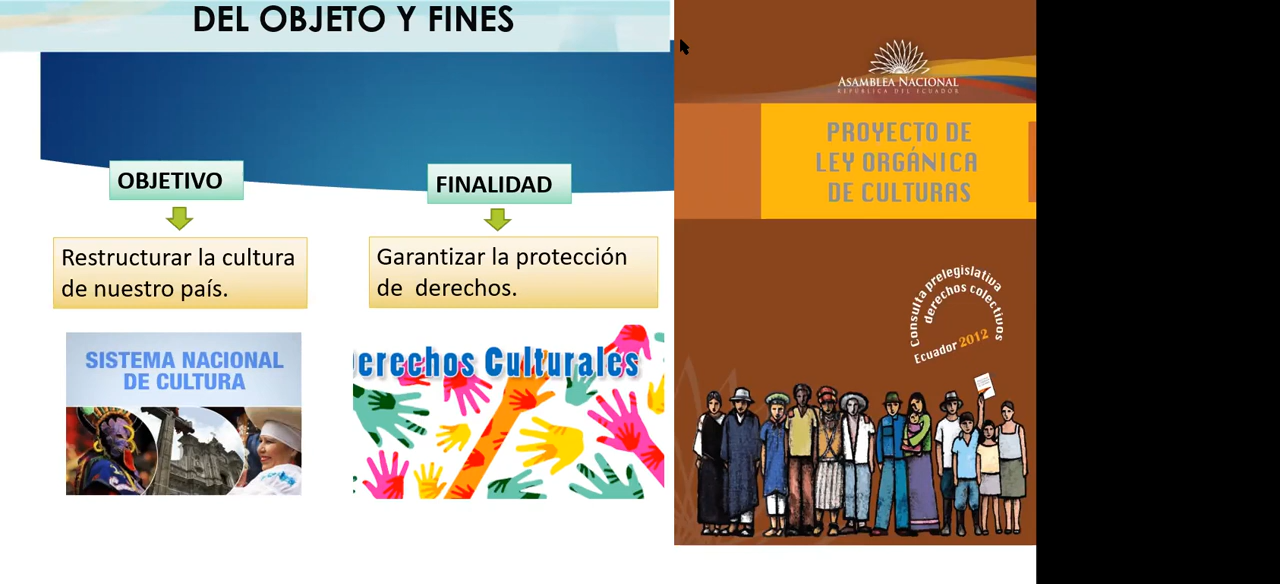 DEL OBJETO Y FINES
OBJETIVO
Restructurar la cultura
de nuestro país.
SISTEMA NACIONAL
DE CULTURA
FINALIDAD
Garantizar la protección
de derechos.
erechos Culturales
ASAMBLEA NACIONAL
REPÚBLICA DEL ECUADOR
PROYECTO DE
LEY ORGÁNICA
DE CULTURAS
Consulta prelegislativa
derechos colectivos
Ecuador 2012